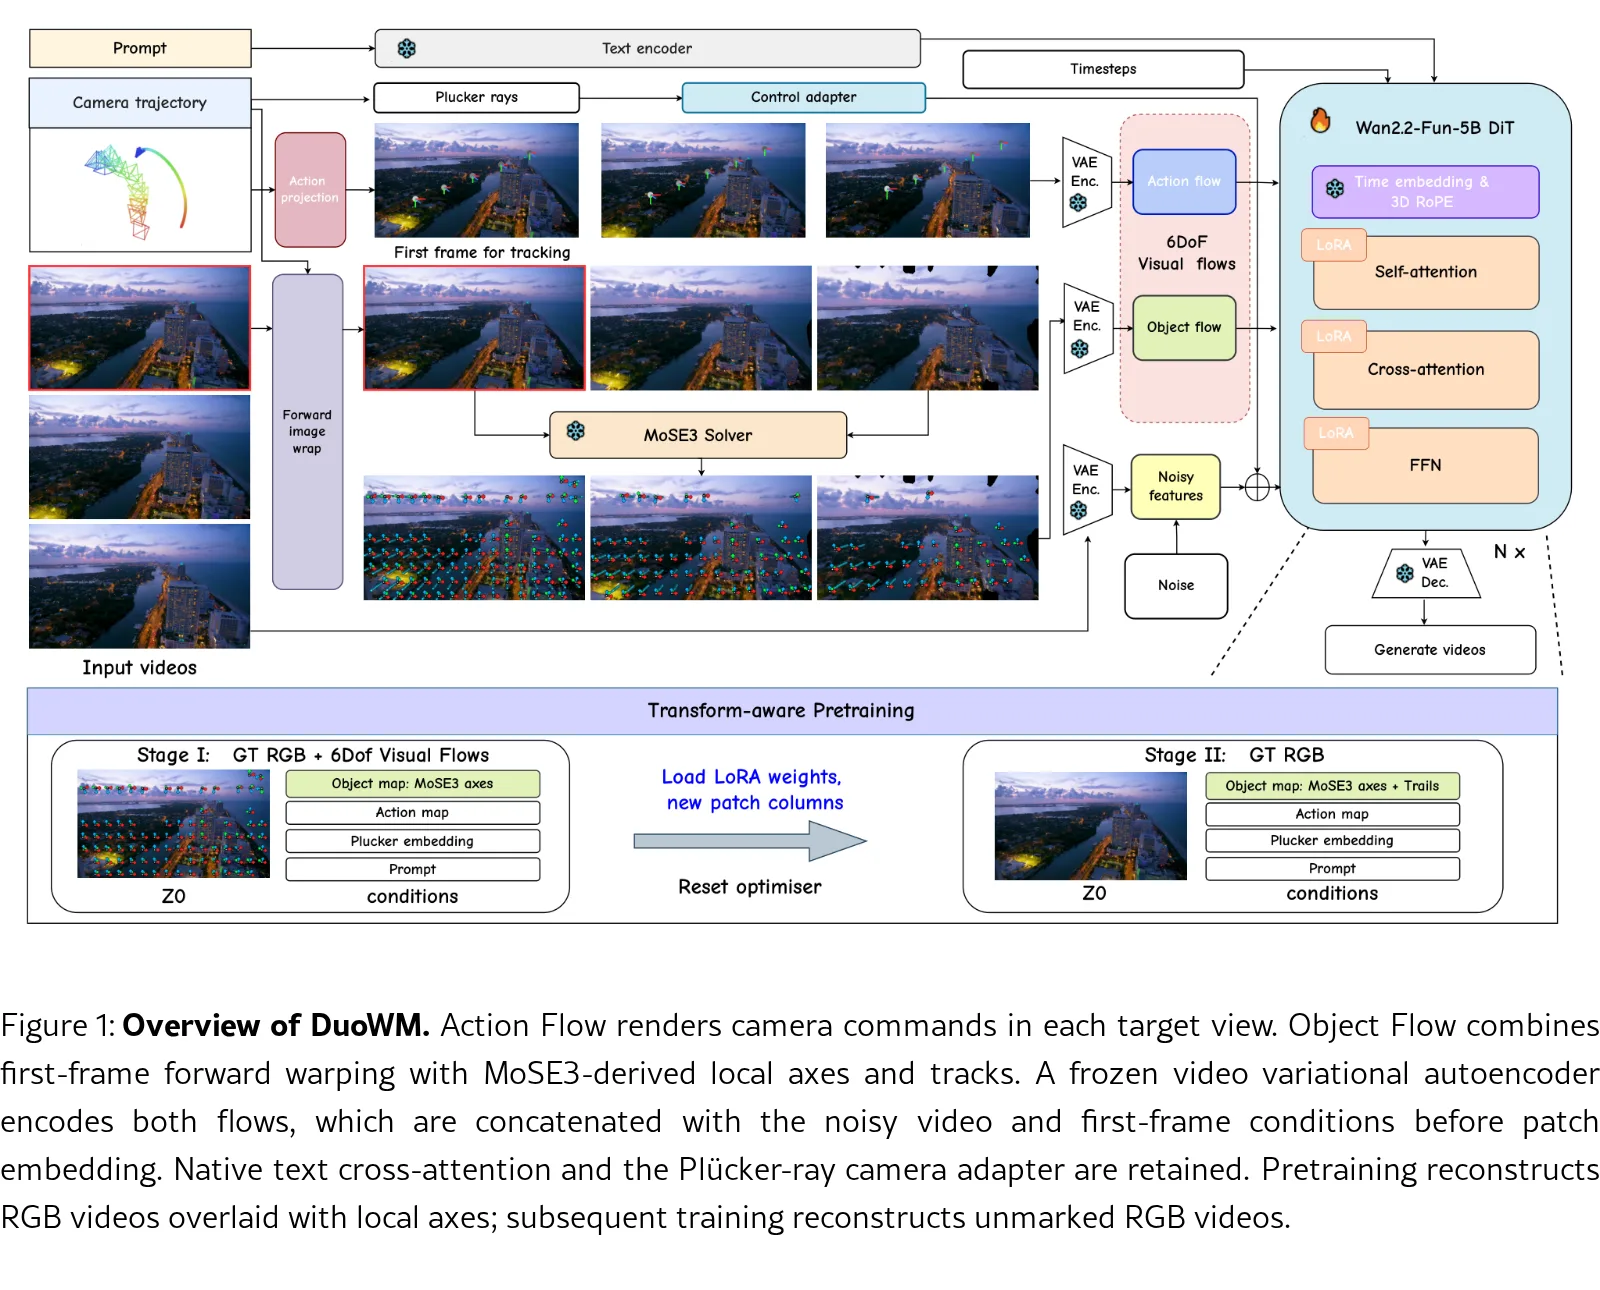 Prompt
Text encoder
Timesteps
Camera trajectory
Plucker rays
Control adapter
Wan2.2-Fun-5B DiT
Action
projection
VAE
Enc.
Action flow
Time embedding &
3D RoPE
First frame for tracking
6DoF
Visual flows
LoRA
Self-attention
VAE
Enc.
Object flow
LoRA
Cross-attention
Forward
image
wrap
MoSE3 Solver
LoRA
FFN
VAE
Enc.
Noisy
features
Noise
N x
VAE
Dec.
Generate videos
Input videos
Transform-aware Pretraining
Stage I: GT RGB + 6Dof Visual Flows
Object map: MoSE3 axes
Action map
Plucker embedding
Prompt
Z0
conditions
Load LoRA weights,
new patch columns
Reset optimiser
Stage II: GT RGB
Object map: MoSE3 axes + Trails
Action map
Plucker embedding
Prompt
Z0
conditions
Figure 1: Overview of DuoWM. Action Flow renders camera commands in each target view. Object Flow combines
first-frame forward warping with MoSE3-derived local axes and tracks. A frozen video variational autoencoder
encodes both flows, which are concatenated with the noisy video and first-frame conditions before patch
embedding. Native text cross-attention and the Plücker-ray camera adapter are retained. Pretraining reconstructs
RGB videos overlaid with local axes; subsequent training reconstructs unmarked RGB videos.